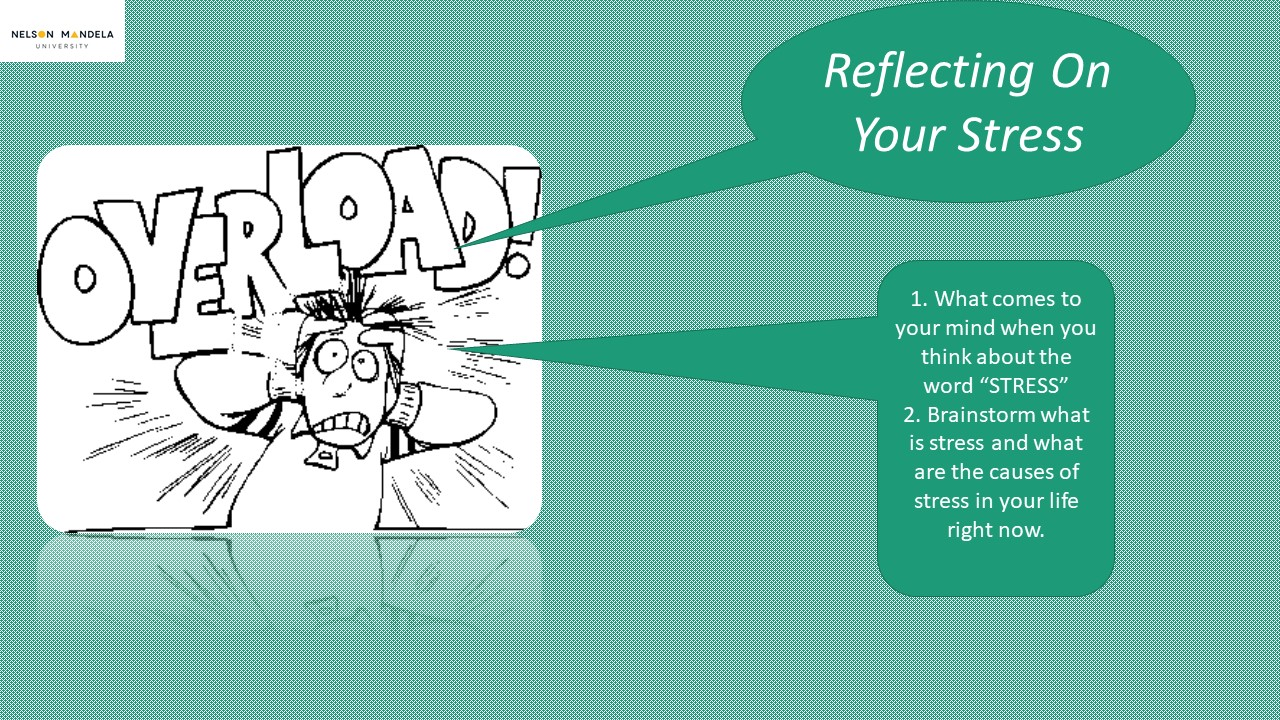 NELSON MANDELA
UNIVERSITY
Reflecting On
Your Stress
OVERLOAD!
1. What comes to
your mind when you
think about the
word “STRESS”
2. Brainstorm what
is stress and what
are the causes of
stress in your life
right now.